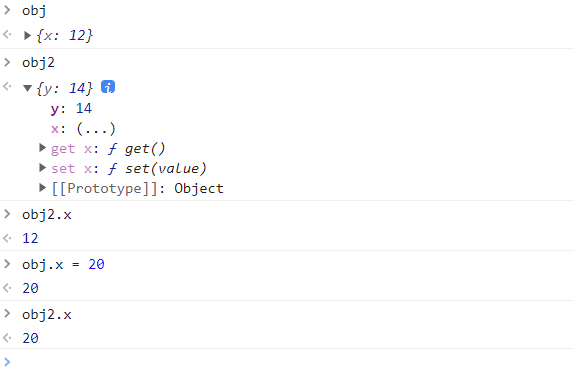 obj
{x: 12}
obj2
{y: 14} i
y: 14
x: (...)
get x: ƒ get()
set x: ƒ set(value)
[[Prototype]]: Object
obj2.x
12
obj.x = 20
20
obj2.x
20